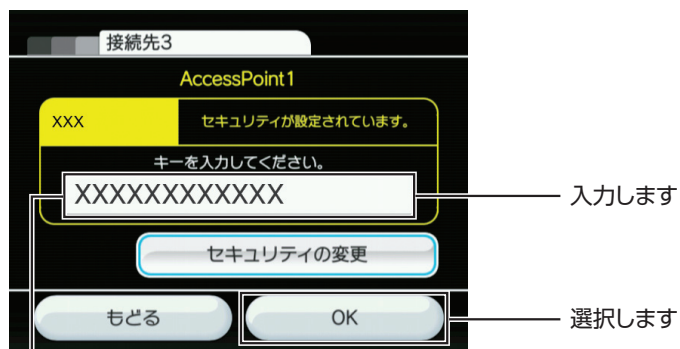 接続先3
AccessPoint1
XXX
セキュリティが設定されています。
キーを入力してください。
XXXXXXXXXXXX
入力します
セキュリティの変更
もどる
OK
選択します